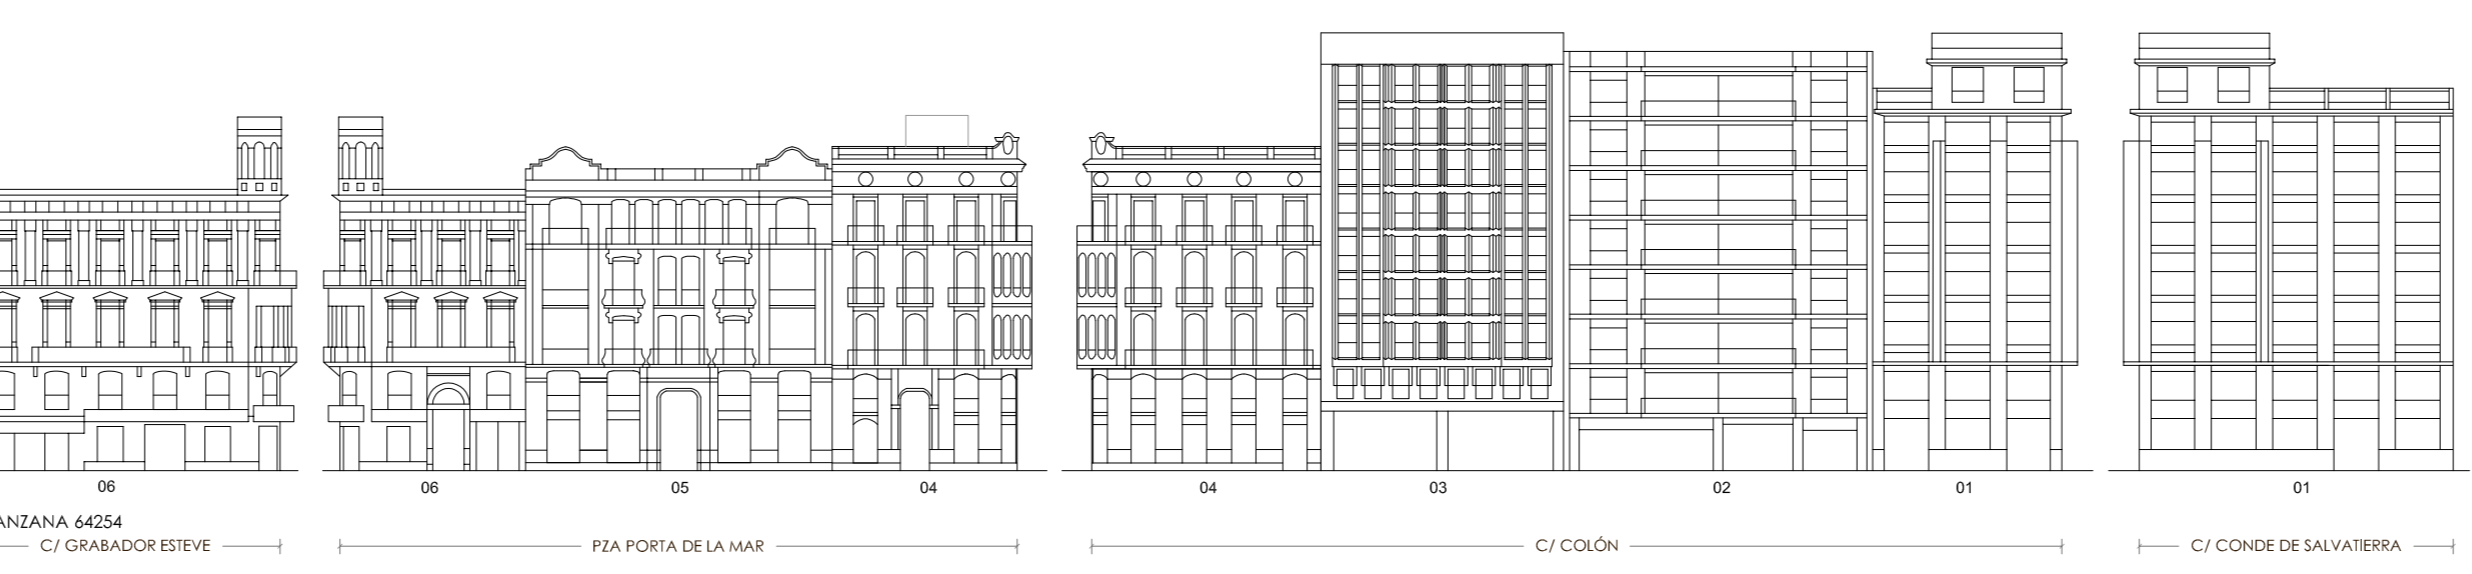 06 06 05 04 04 03 02 01 01
ANZANA 64254
C/ GRABADOR ESTEVE PZA PORTA DE LA MAR C/ COLÓN C/ CONDE DE SALVATIERRA